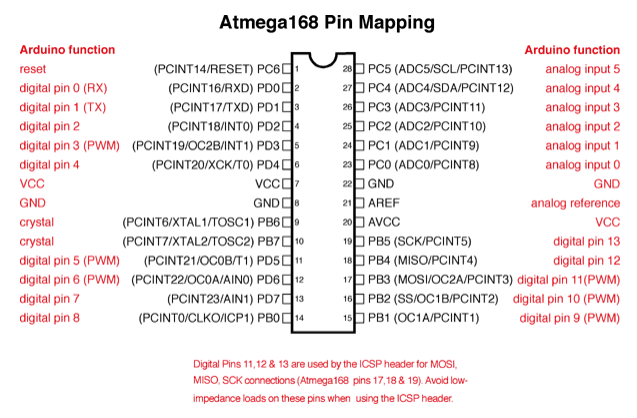 Atmega168 Pin Mapping
Arduino function Arduino function
reset (PCINT14/RESET) PC6 1 28 PC5 (ADC5/SCL/PCINT13) analog input 5
digital pin 0 (RX) (PCINT16/RXD) PD0 2 27 PC4 (ADC4/SDA/PCINT12) analog input 4
digital pin 1 (TX) (PCINT17/TXD) PD1 3 26 PC3 (ADC3/PCINT11) analog input 3
digital pin 2 (PCINT18/INT0) PD2 4 25 PC2 (ADC2/PCINT10) analog input 2
digital pin 3 (PWM) (PCINT19/OC2B/INT1) PD3 5 24 PC1 (ADC1/PCINT9) analog input 1
digital pin 4 (PCINT20/XCK/T0) PD4 6 23 PC0 (ADC0/PCINT8) analog input 0
VCC VCC 7 22 GND GND
GND GND 8 21 AREF analog reference
crystal (PCINT6/XTAL1/TOSC1) PB6 9 20 AVCC VCC
crystal (PCINT7/XTAL2/TOSC2) PB7 10 19 PB5 (SCK/PCINT5) digital pin 13
digital pin 5 (PWM) (PCINT21/OC0B/T1) PD5 11 18 PB4 (MISO/PCINT4) digital pin 12
digital pin 6 (PWM) (PCINT22/OC0A/AIN0) PD6 12 17 PB3 (MOSI/OC2A/PCINT3) digital pin 11(PWM)
digital pin 7 (PCINT23/AIN1) PD7 13 16 PB2 (SS/OC1B/PCINT2) digital pin 10 (PWM)
digital pin 8 (PCINT0/CLKO/ICP1) PB0 14 15 PB1 (OC1A/PCINT1) digital pin 9 (PWM)
Digital Pins 11,12 & 13 are used by the ICSP header for MOSI,
MISO, SCK connections (Atmega168 pins 17,18 & 19). Avoid low-
impedance loads on these pins when using the ICSP header.